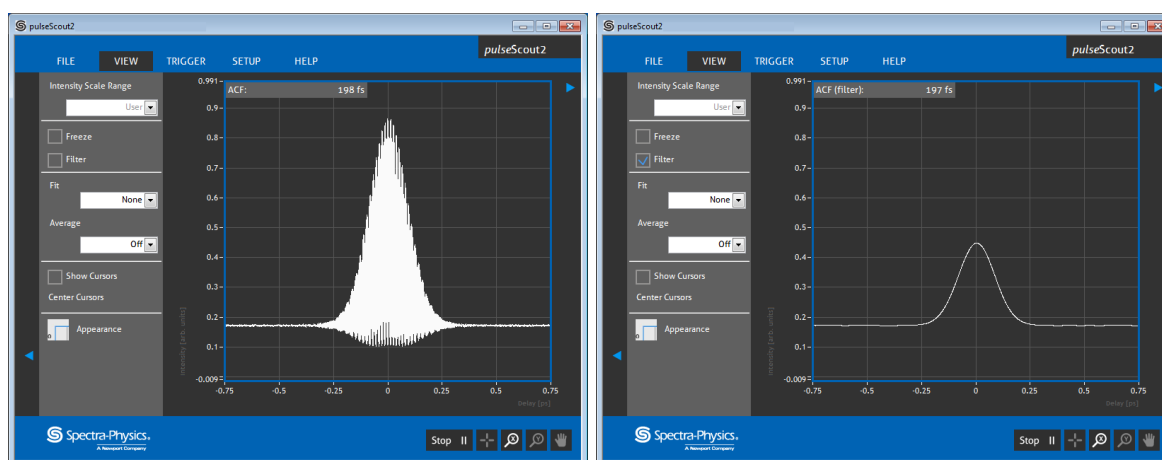 pulseScout2
pulseScout2
FILE VIEW TRIGGER SETUP HELP
Intensity Scale Range
User
Freeze
Filter
Fit
None
Average
Off
Show Cursors
Center Cursors
0
Appearance
ACF: 198 fs
0.991
0.9
0.8
0.7
0.6
0.5
0.4
0.3
0.2
0.1
-0.009
Intensity [arb. units]
-0.75 -0.5 -0.25 0 0.25 0.5 0.75
Delay [ps]
S Spectra-Physics.
A Newport Company
Stop
X
Y
pulseScout2
pulseScout2
FILE VIEW TRIGGER SETUP HELP
Intensity Scale Range
User
Freeze
Filter
Fit
None
Average
Off
Show Cursors
Center Cursors
0
Appearance
ACF (filter): 197 fs
0.991
0.9
0.8
0.7
0.6
0.5
0.4
0.3
0.2
0.1
-0.009
Intensity [arb. units]
-0.75 -0.5 -0.25 0 0.25 0.5 0.75
Delay [ps]
S Spectra-Physics.
A Newport Company
Stop
X
Y